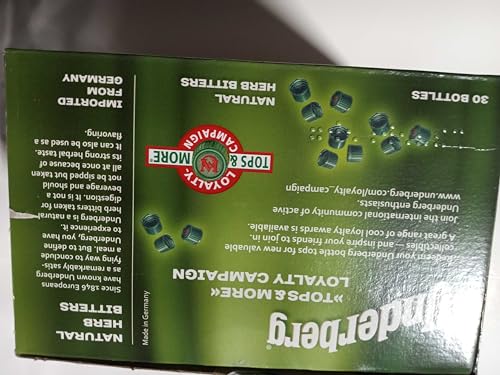 Underberg®
»TOPS&MORE«
LOYALTY CAMPAIGN
Redeem your Underberg bottle tops for new valuable
collectibles — and inspire your friends to join in.
A great range of cool loyalty awards is available.
Join the international community of active
Underberg enthusiasts.
www.underberg.com/loyalty_campaign
LOYALTY-
TOPS & MORE®
CAMPAIGN
NATURAL
HERB BITTERS
30 BOTTLES
Made in Germany
NATURAL
HERB
BITTERS
Since 1846 Europeans
have known Underberg
as a remarkable satis-
fying way to conclude
a meal. But to define
Underberg, you have
to experience it.
Underberg is a natural
herb bitters taken for
digestion. It is not a
beverage and should
not be sipped but taken
all at once because of
its strong herbal taste.
It can also be used as a
flavoring.
IMPORTED
FROM
GERMANY